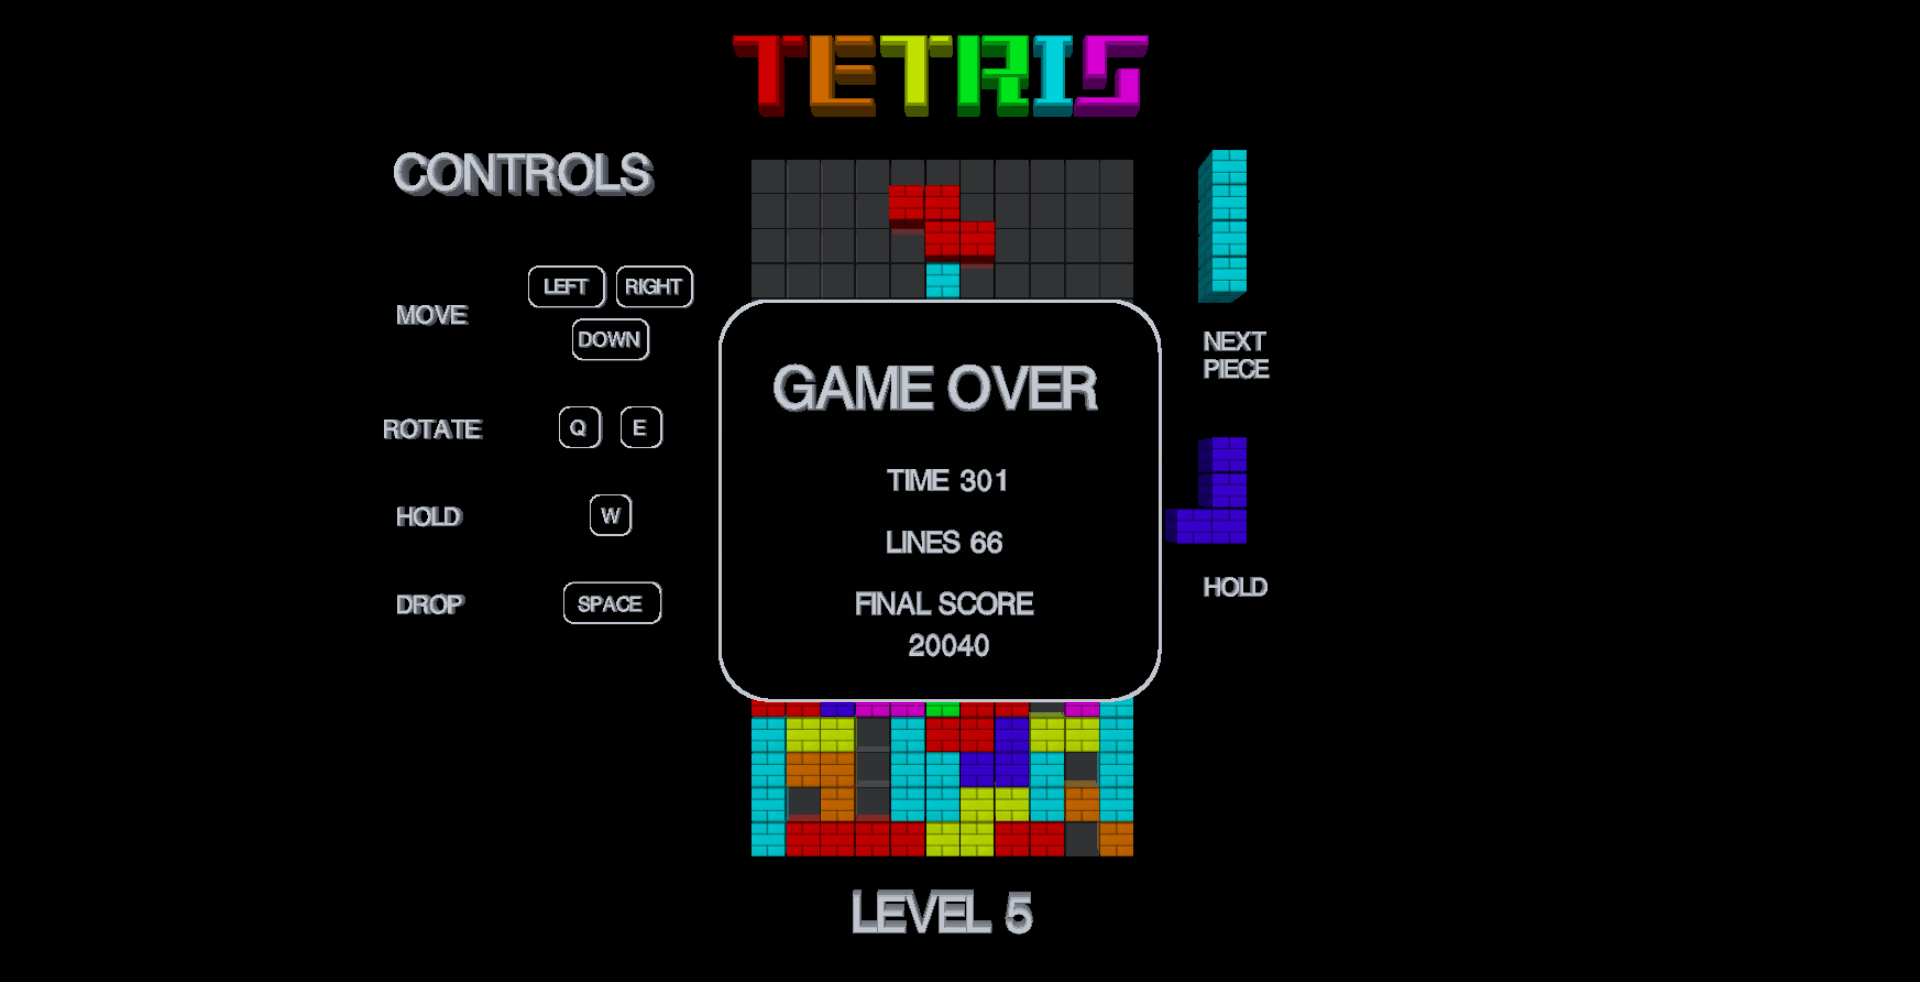 TETRIS
CONTROLS
MOVE
LEFT RIGHT
DOWN
ROTATE
Q E
HOLD
W
DROP
SPACE
GAME OVER
TIME 301
LINES 66
FINAL SCORE
20040
NEXT
PIECE
HOLD
LEVEL 5